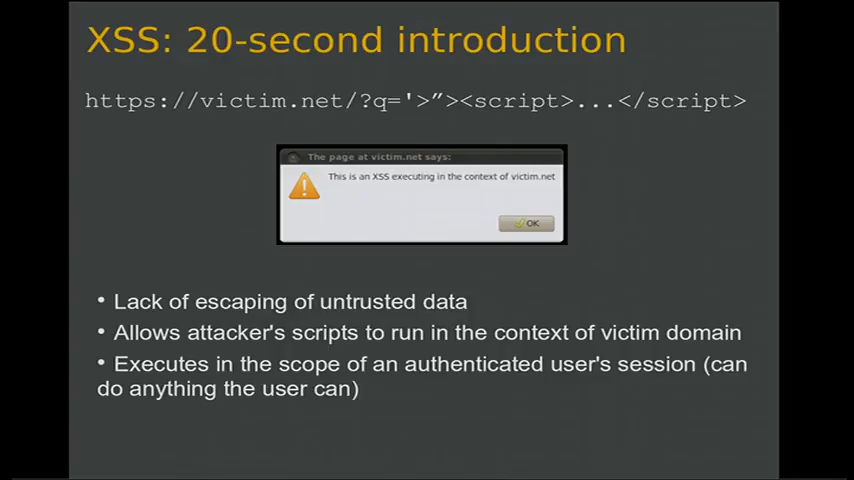 XSS: 20-second introduction
https://victim.net/?q='>”><script>...</script>
The page at victim.net says:
This is an XSS executing in the context of victim.net
OK
• Lack of escaping of untrusted data
• Allows attacker's scripts to run in the context of victim domain
• Executes in the scope of an authenticated user's session (can
do anything the user can)